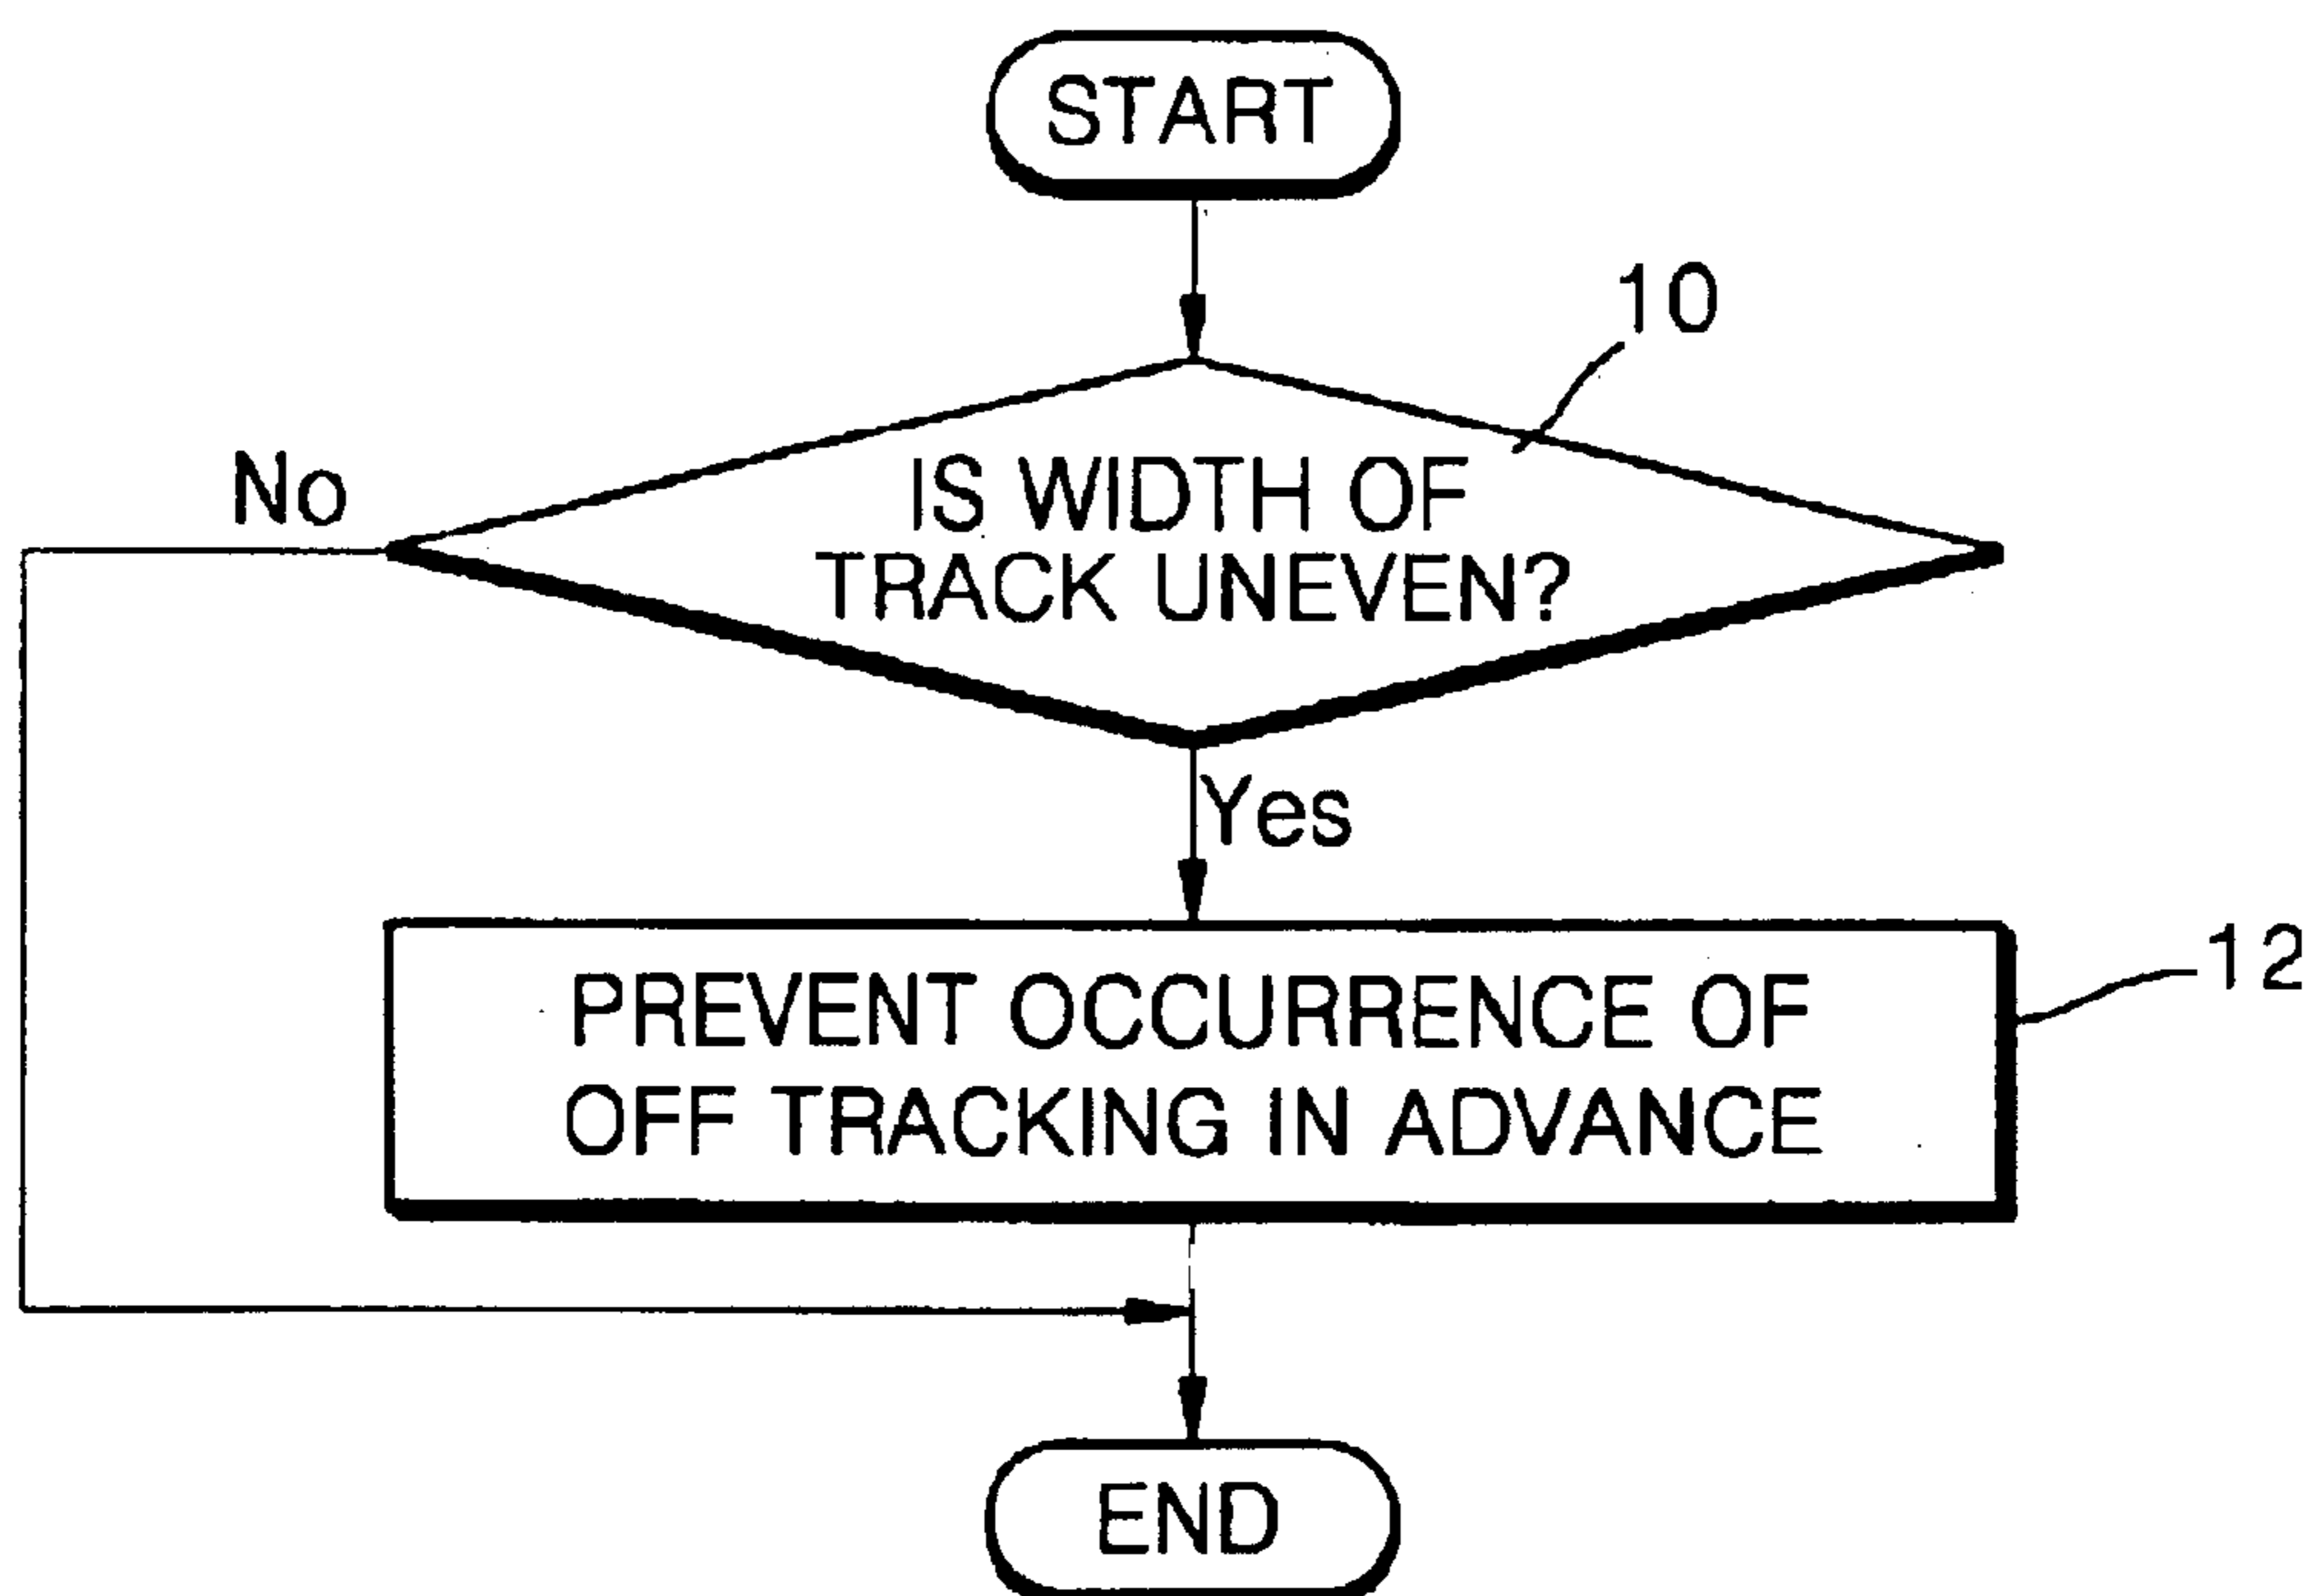 START
10
No
IS WIDTH OF
TRACK UNEVEN?
Yes
12
PREVENT OCCURRENCE OF
OFF TRACKING IN ADVANCE
END